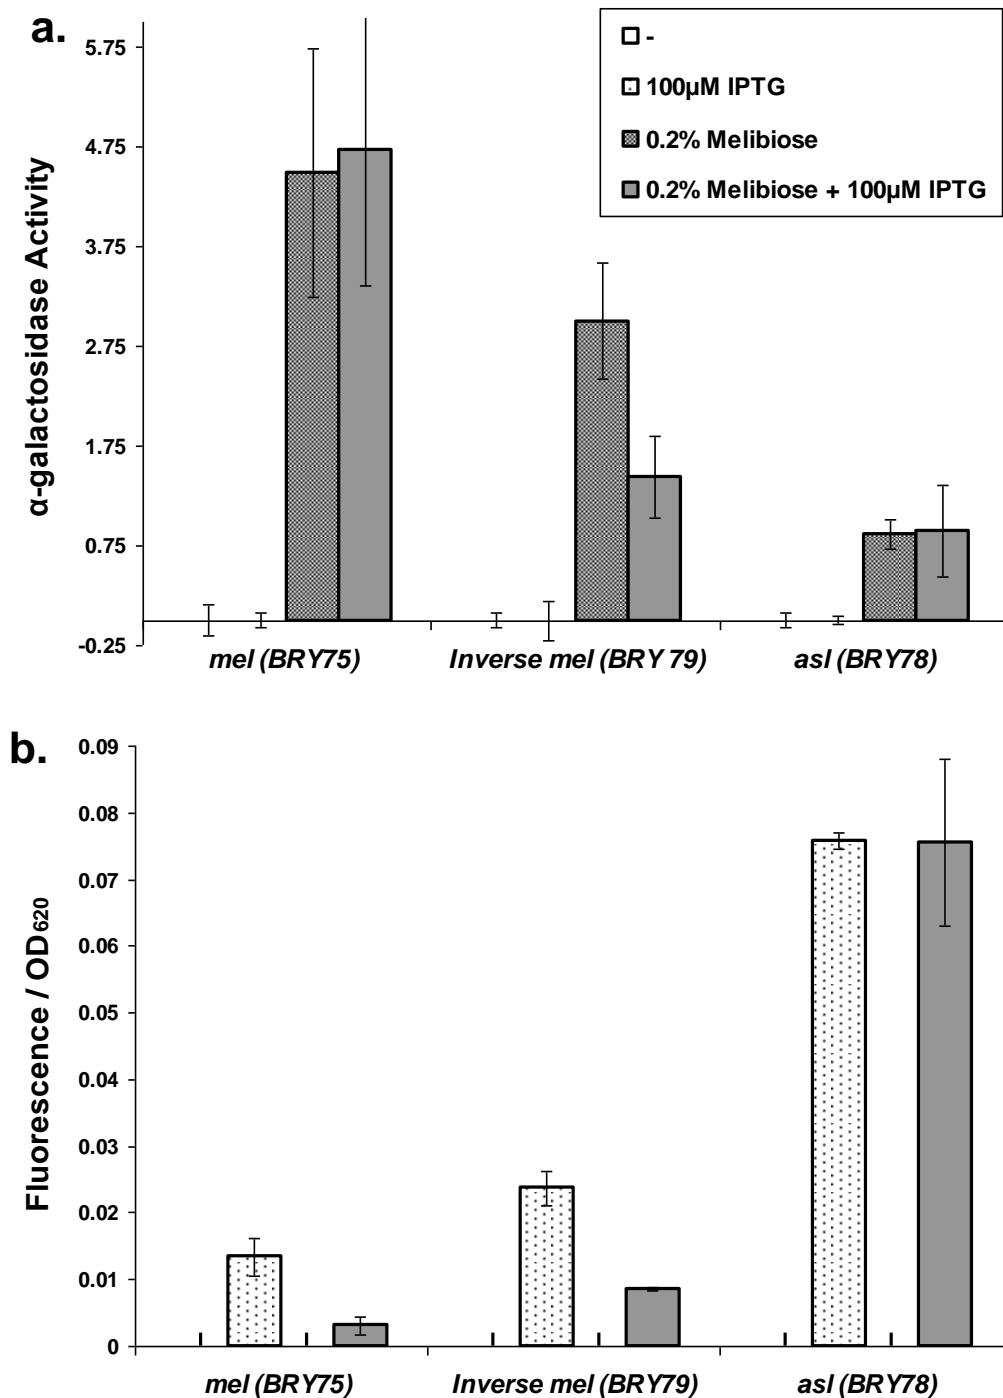 a.
α-galactosidase Activity
5.75
4.75
3.75
2.75
1.75
0.75
-0.25
-
100µM IPTG
0.2% Melibiose
0.2% Melibiose + 100µM IPTG
mel (BRY75)
Inverse mel (BRY 79)
asl (BRY78)
b.
Fluorescence / OD620
0.09
0.08
0.07
0.06
0.05
0.04
0.03
0.02
0.01
0
mel (BRY75)
Inverse mel (BRY79)
asl (BRY78)